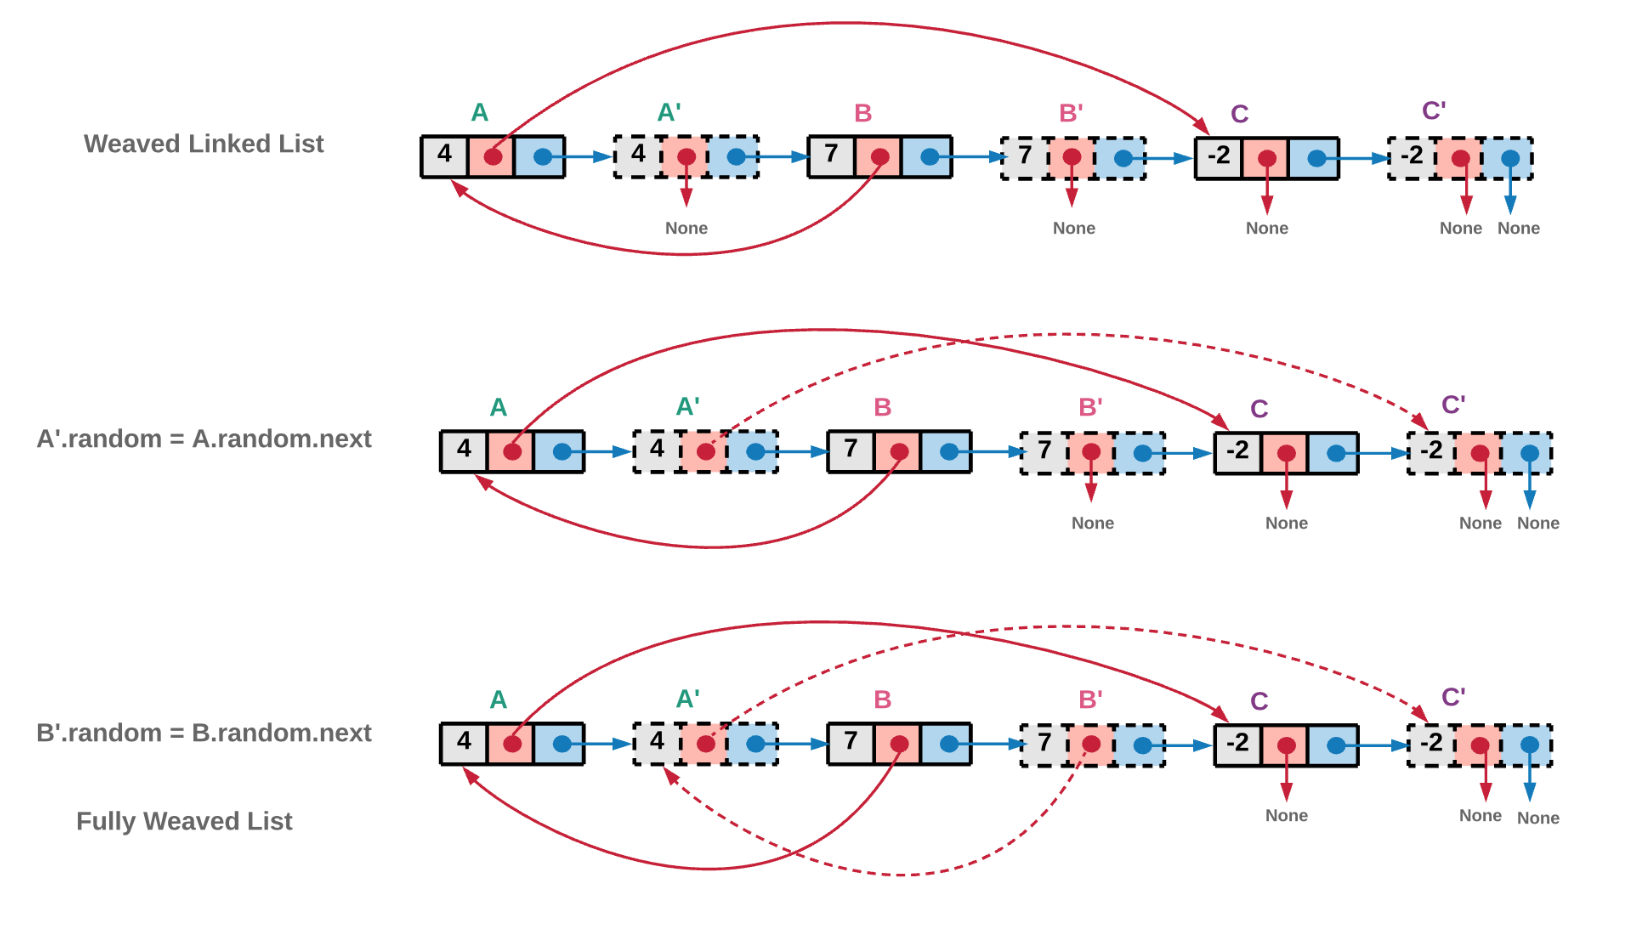 A A' B B' C C'
Weaved Linked List 4 4 7 7 -2 -2
None None None None None
A A' B B' C C'
A'.random = A.random.next 4 4 7 7 -2 -2
None None None None
A A' B B' C C'
B'.random = B.random.next 4 4 7 7 -2 -2
None None None
Fully Weaved List